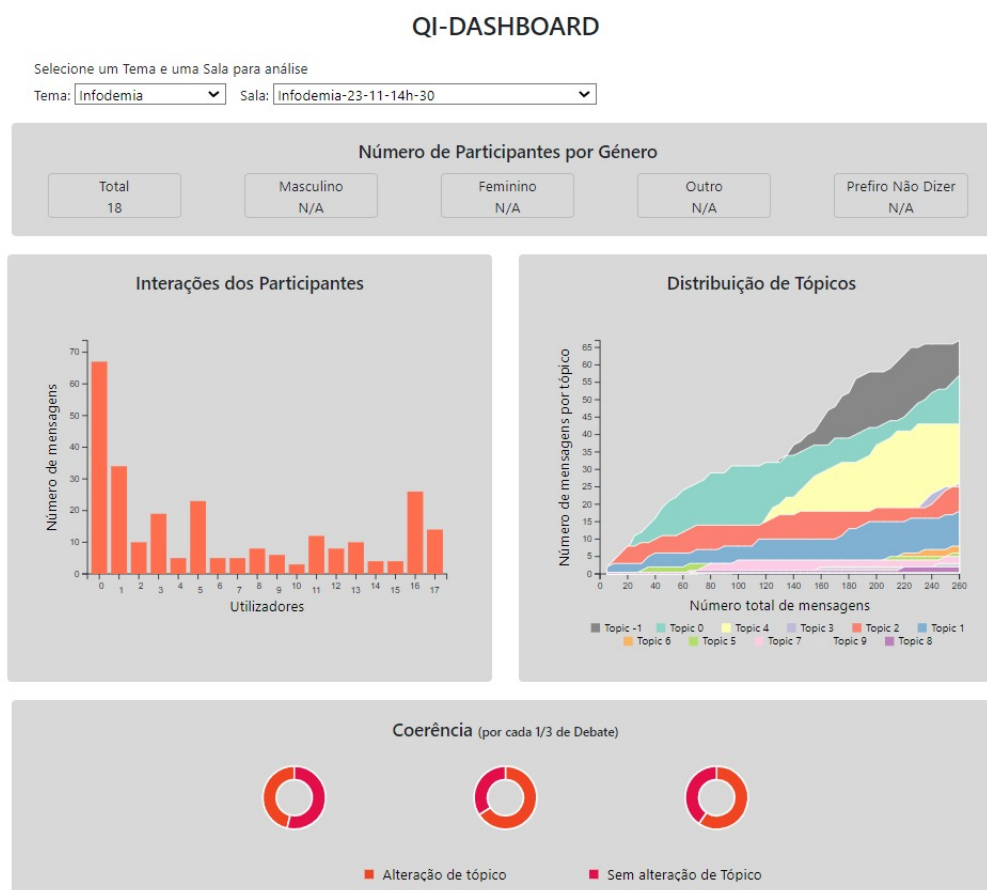 QI-DASHBOARD
Selecione um Tema e uma Sala para análise
Tema: Infodemia Sala: Infodemia-23-11-14h-30
Número de Participantes por Género
Total Masculino Feminino Outro Prefiro Não Dizer
18 N/A N/A N/A N/A
Interações dos Participantes
Número de mensagens
70
60
50
40
30
20
10
0
0 1 2 3 4 5 6 7 8 9 10 11 12 13 14 15 16 17
Utilizadores
Distribuição de Tópicos
Número de mensagens por tópico
65
60
55
50
45
40
35
30
25
20
15
10
5
0
20 40 60 80 100 120 140 160 180 200 220 240 260
Número total de mensagens
Topic -1 Topic 0 Topic 4 Topic 3 Topic 2 Topic 1
Topic 6 Topic 5 Topic 7 Topic 9 Topic 8
Coerência (por cada 1/3 de Debate)
Alteração de tópico Sem alteração de Tópico